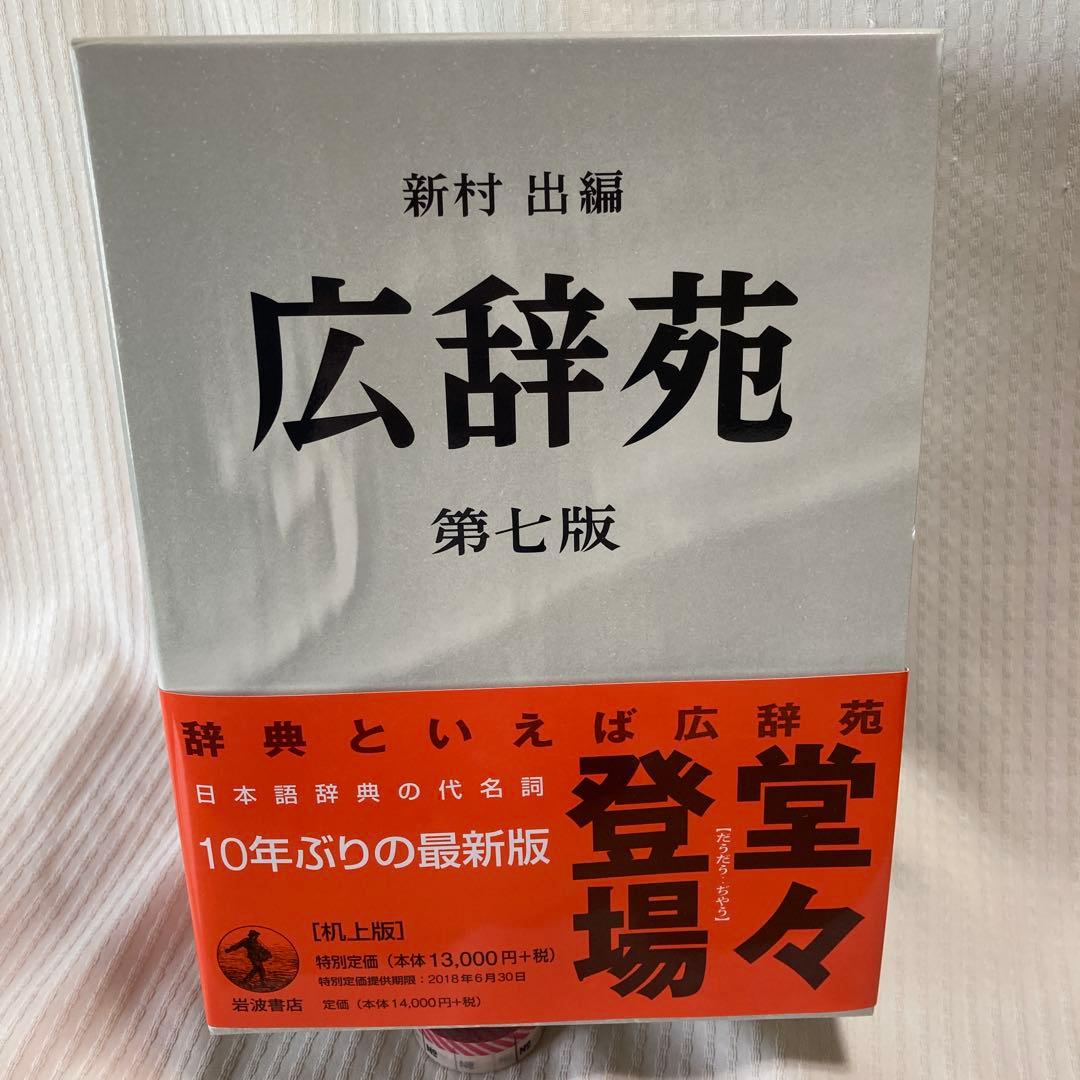 新村 出編
広辞苑
第七版
辞典といえば広辞苑
日本語辞典の代名詞
10年ぶりの最新版
堂々
登場
【だうだう‥ぢやう】
[机上版]
特別定価（本体13,000円＋税）
特別定価提供期限：2018年6月30日
定価（本体14,000円＋税）
岩波書店
№ № №